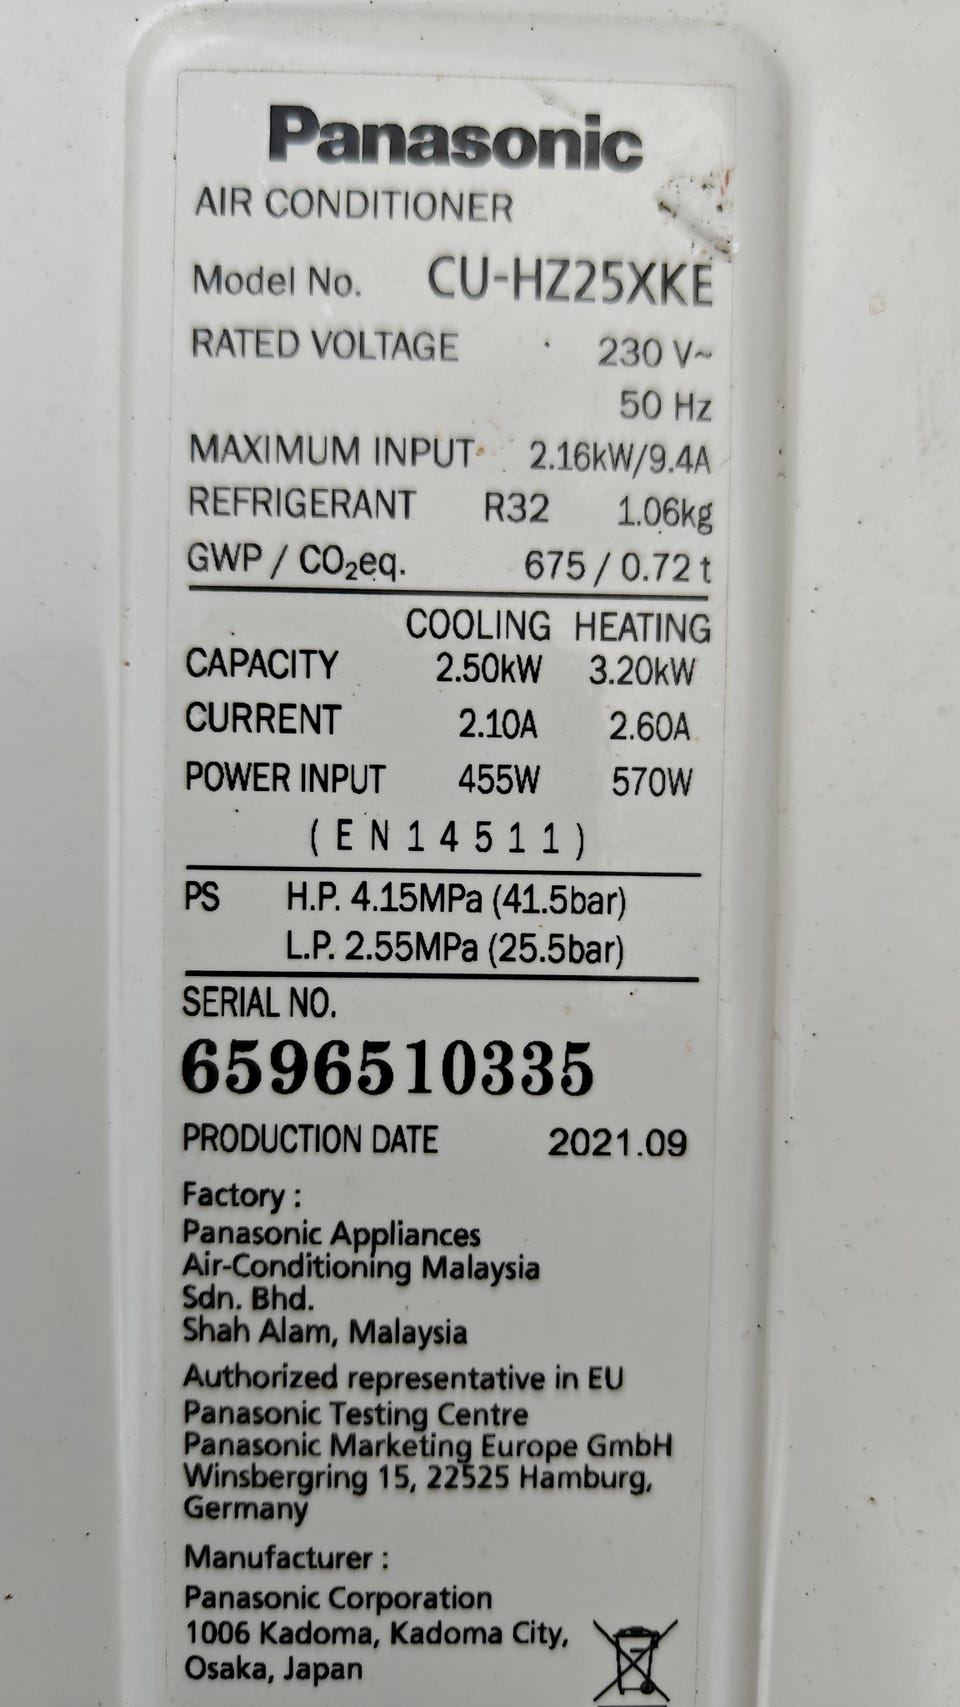 Panasonic
AIR CONDITIONER
Model No. CU-HZ25XKE
RATED VOLTAGE 230 V~
50 Hz
MAXIMUM INPUT 2.16kW/9.4A
REFRIGERANT R32 1.06kg
GWP / CO₂eq. 675 / 0.72 t
COOLING HEATING
CAPACITY 2.50kW 3.20kW
CURRENT 2.10A 2.60A
POWER INPUT 455W 570W
( E N 1 4 5 1 1 )
PS H.P. 4.15MPa (41.5bar)
L.P. 2.55MPa (25.5bar)
SERIAL NO.
6596510335
PRODUCTION DATE 2021.09
Factory :
Panasonic Appliances
Air-Conditioning Malaysia
Sdn. Bhd.
Shah Alam, Malaysia
Authorized representative in EU
Panasonic Testing Centre
Panasonic Marketing Europe GmbH
Winsbergring 15, 22525 Hamburg,
Germany
Manufacturer :
Panasonic Corporation
1006 Kadoma, Kadoma City,
Osaka, Japan